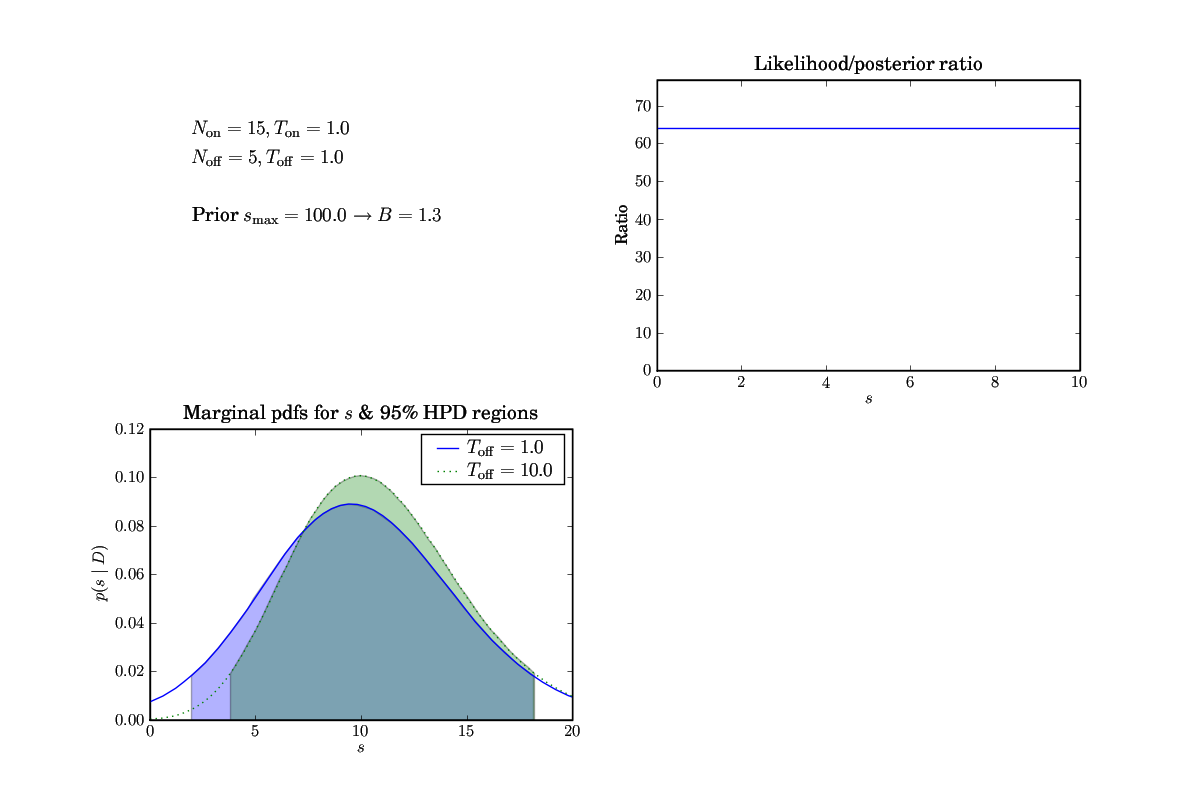 N_on = 15, T_on = 1.0
N_off = 5, T_off = 1.0
Prior s_max = 100.0 → B = 1.3
Likelihood/posterior ratio
70
60
50
40
30
20
10
0
Ratio
0 2 4 6 8 10
s
Marginal pdfs for s & 95% HPD regions
T_off = 1.0
T_off = 10.0
0.12
0.10
0.08
0.06
0.04
0.02
0.00
p(s | D)
0 5 10 15 20
s